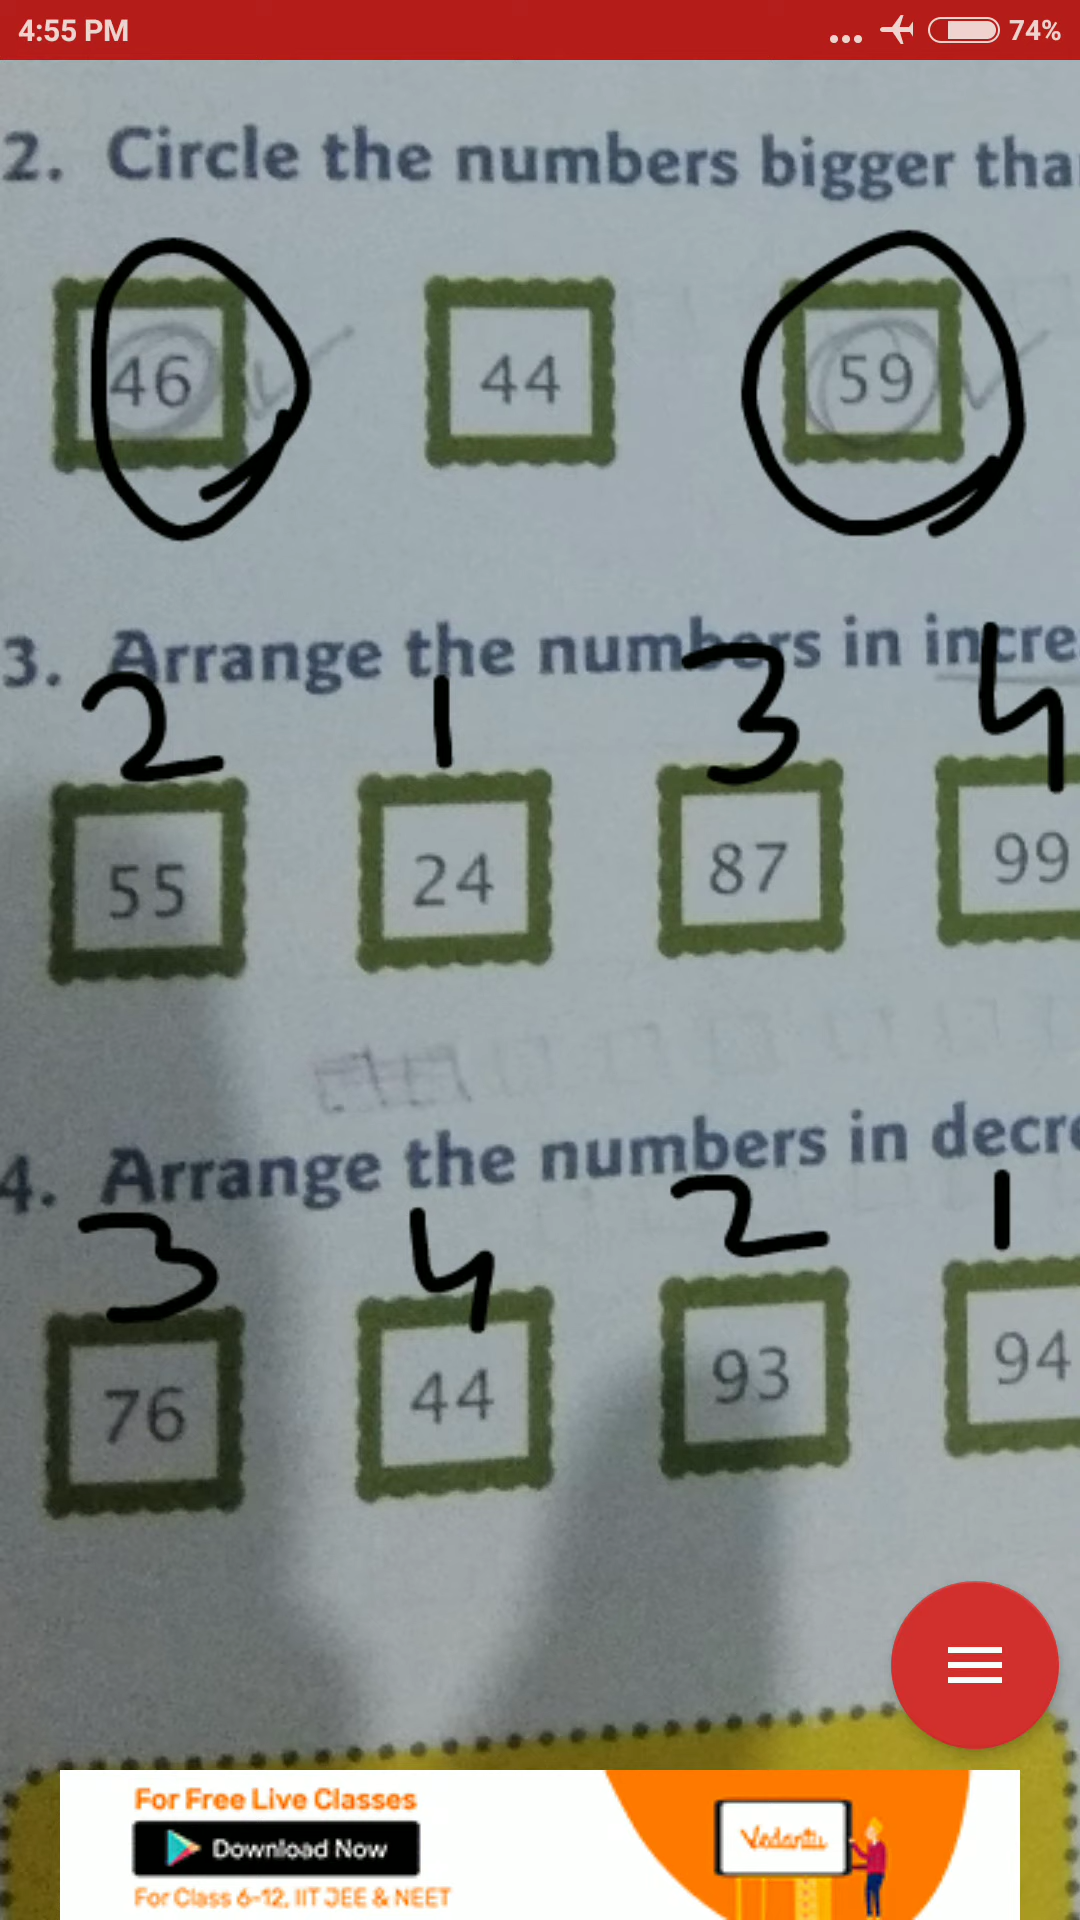 4:55 PM 74%
2. Circle the numbers bigger tha
46 44 59
3. Arrange the numbers in incre
2 1 3 4
55 24 87 99
4. Arrange the numbers in decre
3 4 2 1
76 44 93 94
For Free Live Classes
Download Now
For Class 6-12, IIT JEE & NEET
Vedantu